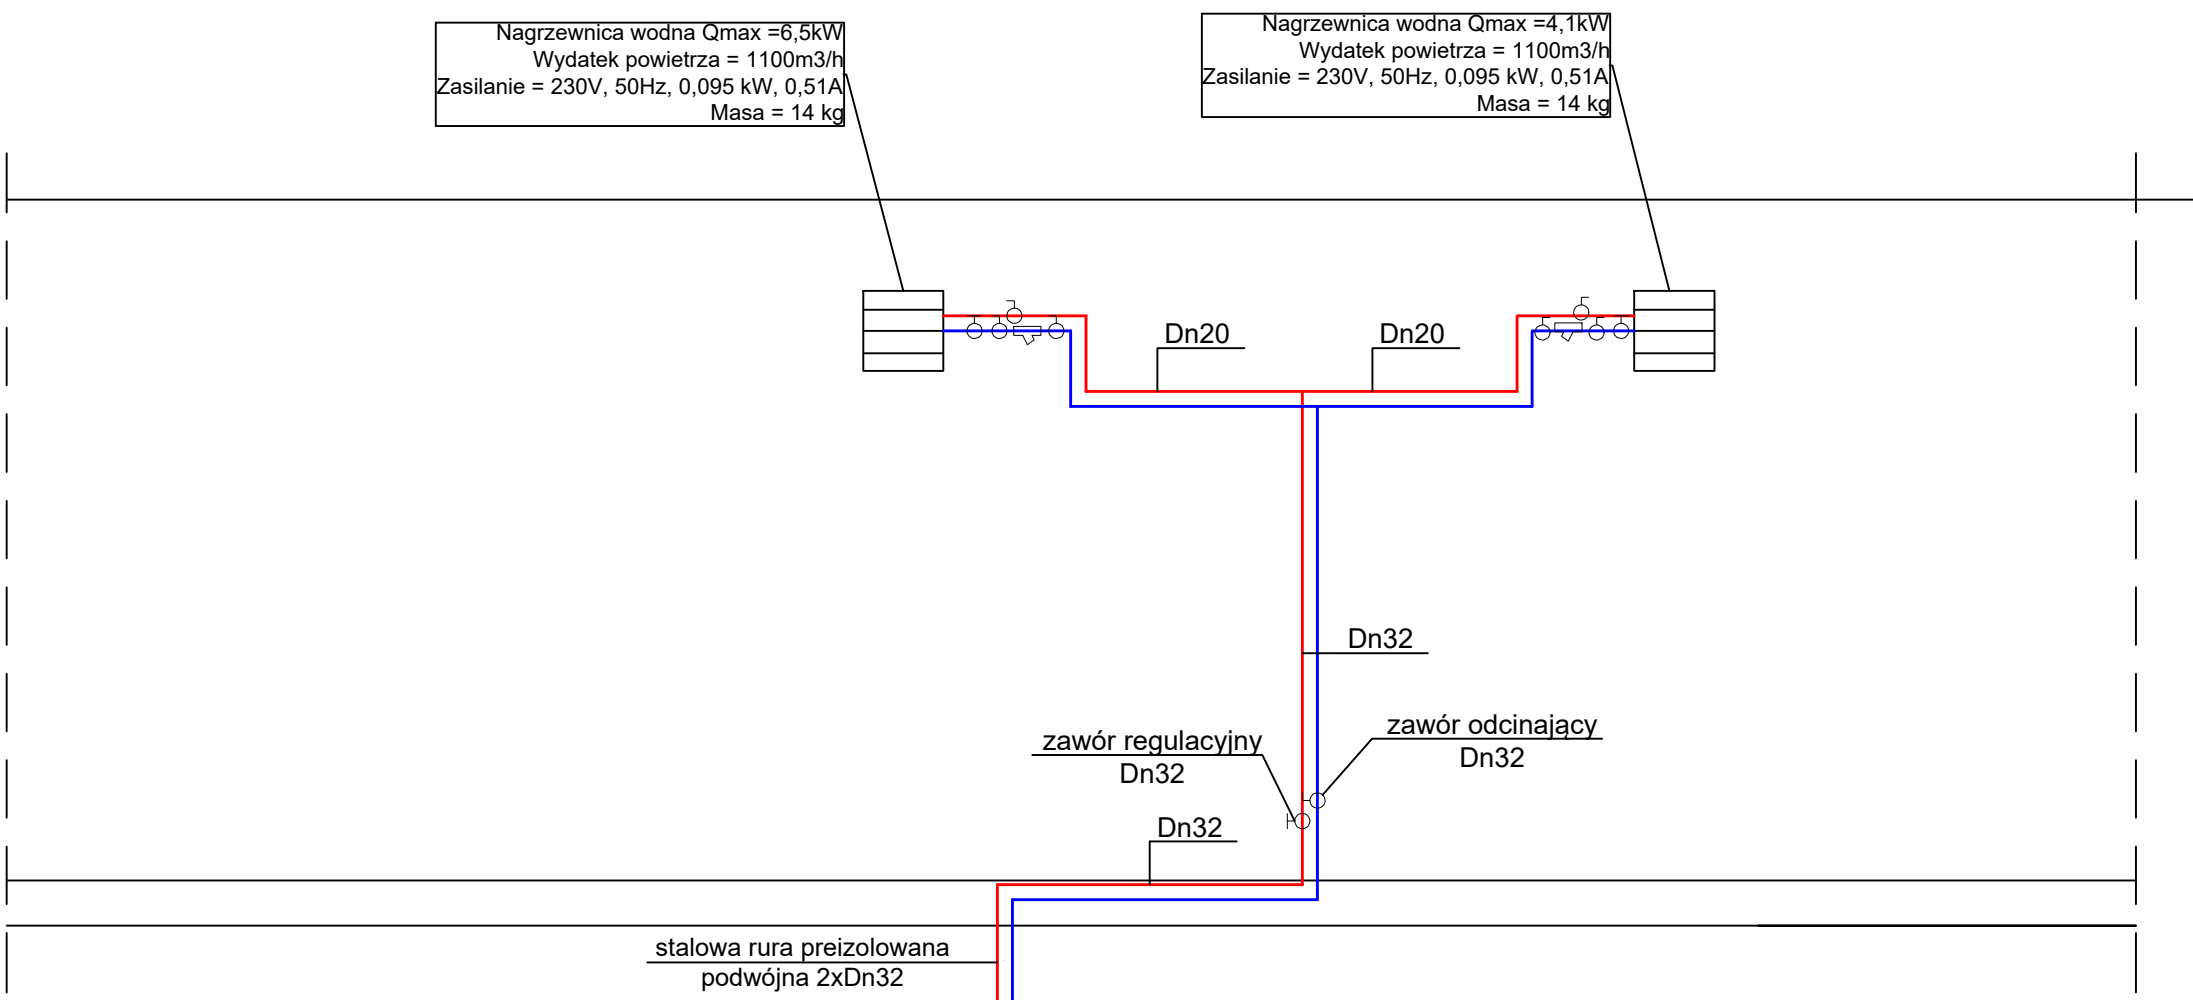 Nagrzewnica wodna Qmax =6,5kW
Wydatek powietrza = 1100m3/h
Zasilanie = 230V, 50Hz, 0,095 kW, 0,51A
Masa = 14 kg
Nagrzewnica wodna Qmax =4,1kW
Wydatek powietrza = 1100m3/h
Zasilanie = 230V, 50Hz, 0,095 kW, 0,51A
Masa = 14 kg
Dn20
Dn20
Dn32
zawór regulacyjny
Dn32
zawór odcinający
Dn32
Dn32
stalowa rura preizolowana
podwójna 2xDn32